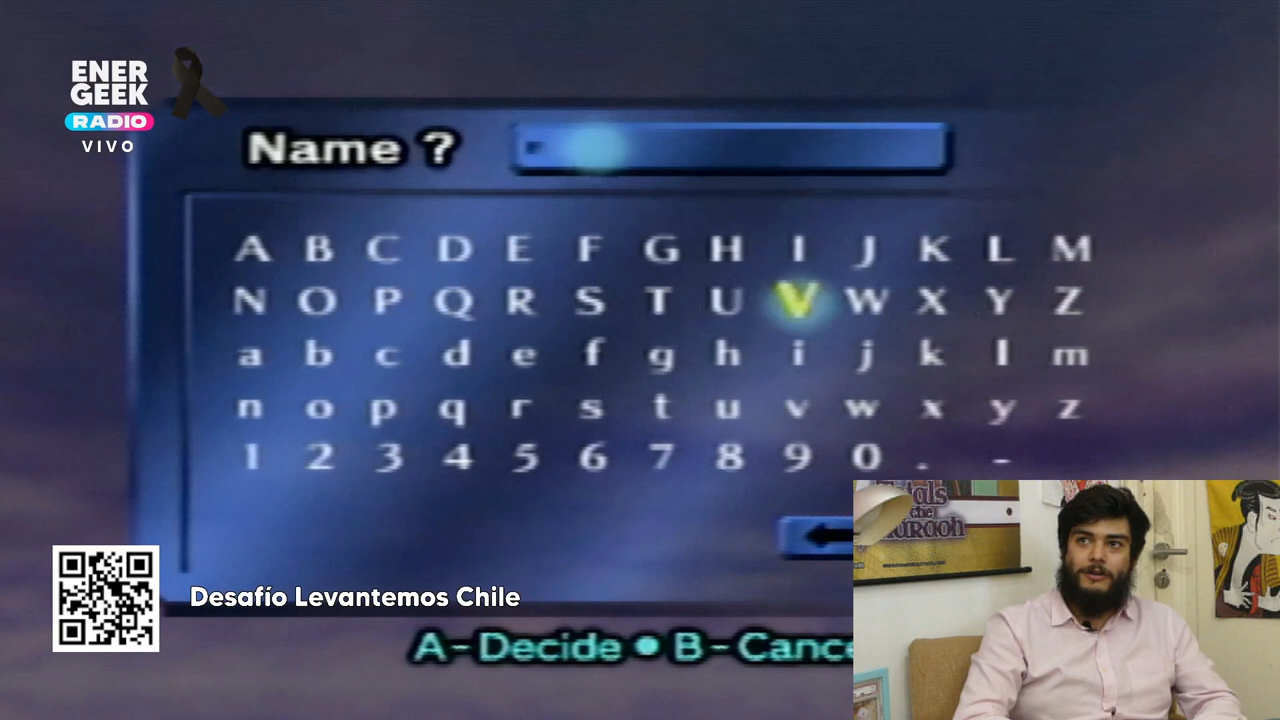 ENER
GEEK
RADIO
VIVO
Name ?
A B C D E F G H I J K L M
N O P Q R S T U V W X Y Z
a b c d e f g h i j k l m
n o p q r s t u v w x y z
1 2 3 4 5 6 7 8 9 0 . -
Desafío Levantemos Chile
A-Decide • B-Cance